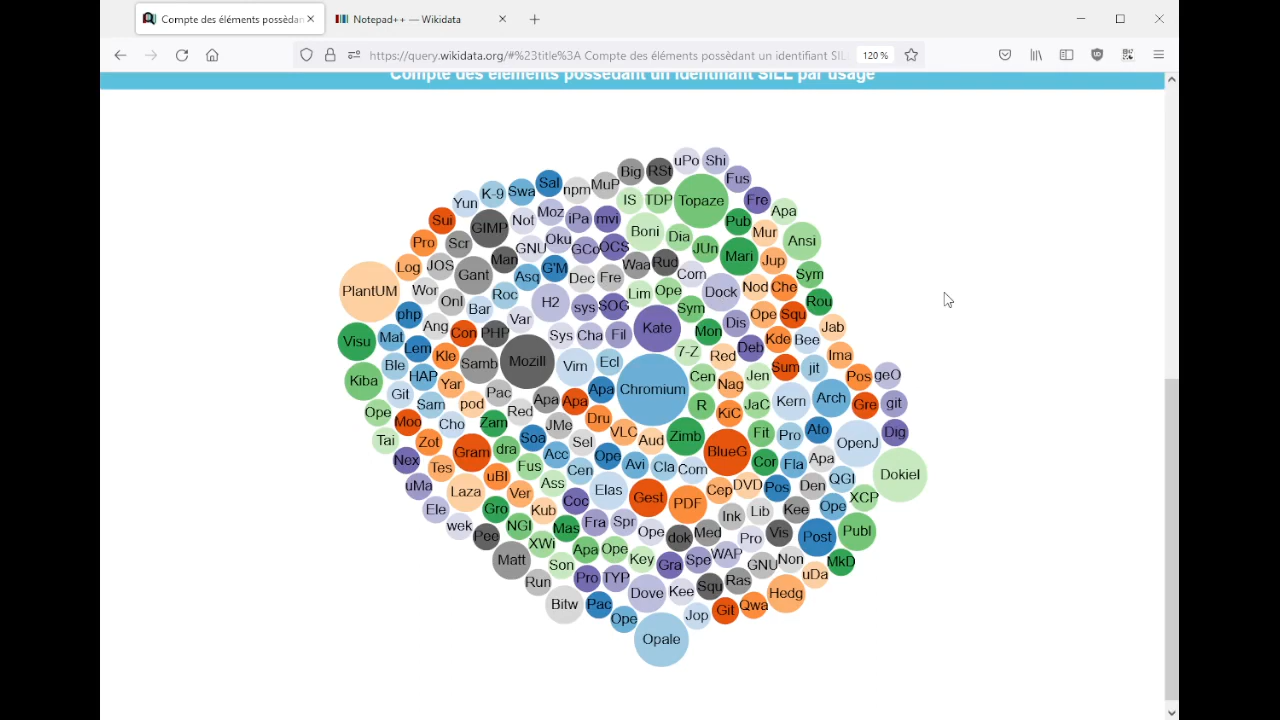 Compte des éléments possèdan
Notepad++ — Wikidata
https://query.wikidata.org/#%23title%3A Compte des éléments possèdant un identifiant SIL
120 %
Compte des éléments possédant un identifiant SILL par usage
uPo Shi
Big RSt
Fus
Sal npm MuP
K-9 Swa
Yun
IS TDP Topaze Fre
Apa
Sui GIMP Not Moz iPa mvi
Pub Mur
Boni Dia
Pro Scr GNU Oku GCo OCS JUn Ansi
Mari Jup
Log JOS Man G'M Waa Rud
Gant Asq Dec Fre Com Sym
PlantUM Wor Onl Roc Lim Ope Dock Nod Che
H2 sys SOG Sym Rou
php Bar Var Ope Squ
Ang Con PHP Sys Cha Fil Kate Mon Dis Jab
Visu Mat Lem Kde Bee
Kle Mozill 7-Z Red Deb Ima
Ble Samb Vim Ecl Sum jit
HAP Cen Jen Pos geO
Kiba Yar Apa Chromium Nag
Git Pac Kern Arch
Sam pod Apa Apa R JaC Gre git
Ope Red KiC
Moo Cho Zam JMe Dru Ato Dig
Soa VLC Aud Zimb Fit Pro OpenJ
Tai Zot Sel
Gram dra Acc Ope BlueG
Nex Tes Fus Cen Avi Cla Com Cor Fla Apa
uBl Dokiel
uMa Laza Ver Ass Elas Cep DVD Pos Den QGI
Gest PDF XCP
Ele Gro Kub Coc Lib Kee Ope
wek NGI Mas Fra Spr Ink
Pee Ope dok Med Pro Vis Post Publ
XWi Apa Ope WAP
Matt Son Key Gra Spe GNU Non MkD
Run Pro TYP Ras uDa
Dove Kee Squ Hedg
Bitw Pac Git Qwa
Ope Jop
Opale